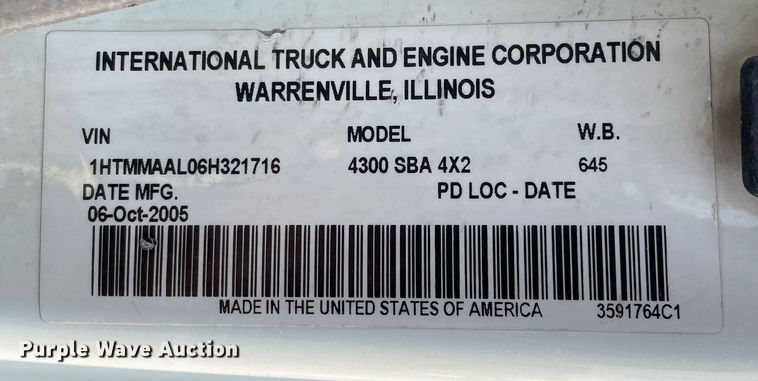 INTERNATIONAL TRUCK AND ENGINE CORPORATION
WARRENVILLE, ILLINOIS
VIN MODEL W.B.
1HTMMAAL06H321716 4300 SBA 4X2 645
DATE MFG. PD LOC - DATE
06-Oct-2005
MADE IN THE UNITED STATES OF AMERICA 3591764C1
Purple Wave Auction